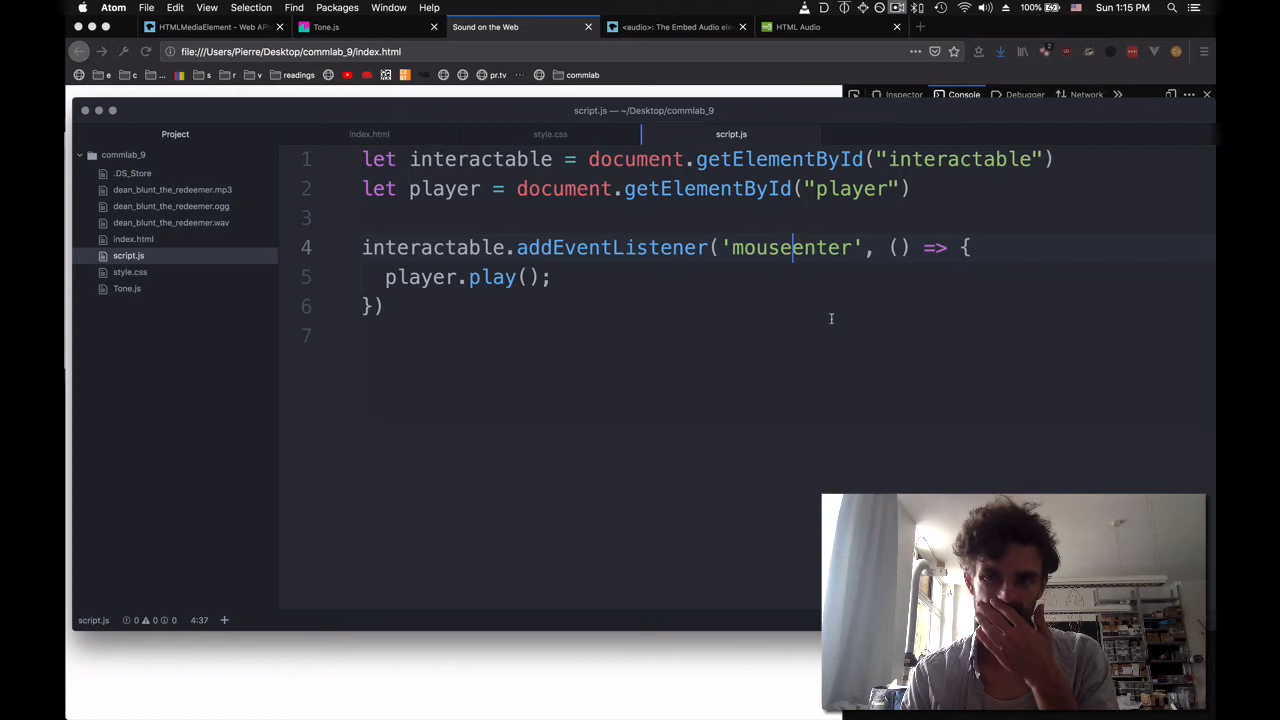 Atom File Edit View Selection Find Packages Window Help 100% Sun 1:15 PM
HTMLMediaElement - Web API Tone.js Sound on the Web <audio>: The Embed Audio ele HTML Audio
file:///Users/Pierre/Desktop/commlab_9/index.html
e c ... s r v readings pr.tv commlab
Inspector Console Debugger Network
script.js — ~/Desktop/commlab_9
Project index.html style.css script.js
commlab_9
.DS_Store
dean_blunt_the_redeemer.mp3
dean_blunt_the_redeemer.ogg
dean_blunt_the_redeemer.wav
index.html
script.js
style.css
Tone.js
1 let interactable = document.getElementById("interactable")
2 let player = document.getElementById("player")
3
4 interactable.addEventListener('mouseenter', () => {
5 player.play();
6 })
7
script.js 0 0 0 4:37 +